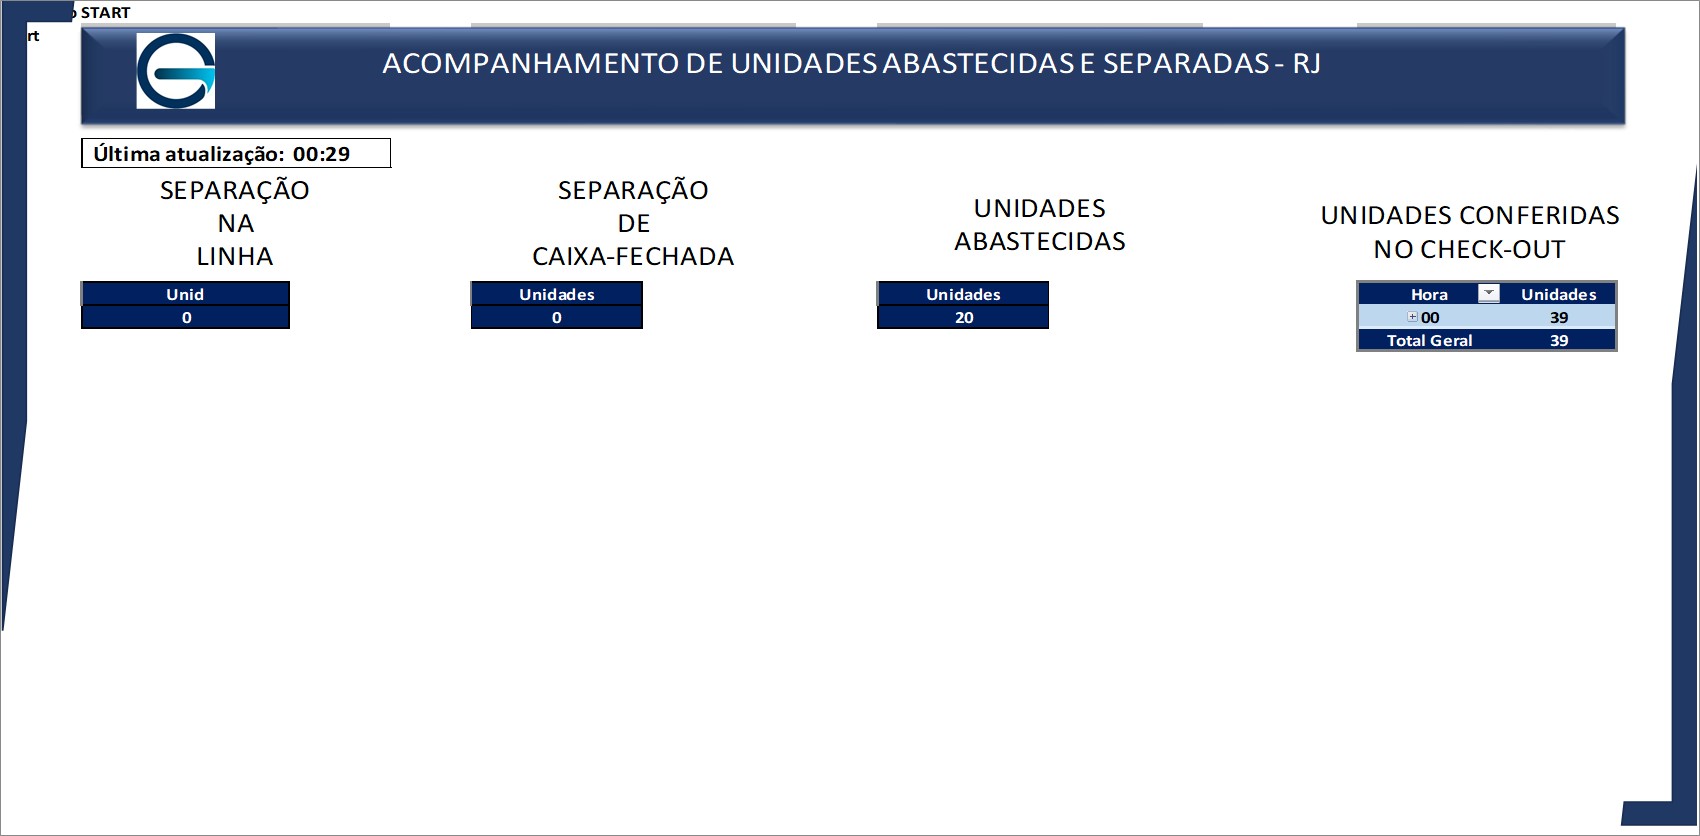 START
rt
ACOMPANHAMENTO DE UNIDADES ABASTECIDAS E SEPARADAS - RJ
Última atualização: 00:29
SEPARAÇÃO
NA
LINHA
Unid
0
SEPARAÇÃO
DE
CAIXA-FECHADA
Unidades
0
UNIDADES
ABASTECIDAS
Unidades
20
UNIDADES CONFERIDAS
NO CHECK-OUT
Hora Unidades
00 39
Total Geral 39